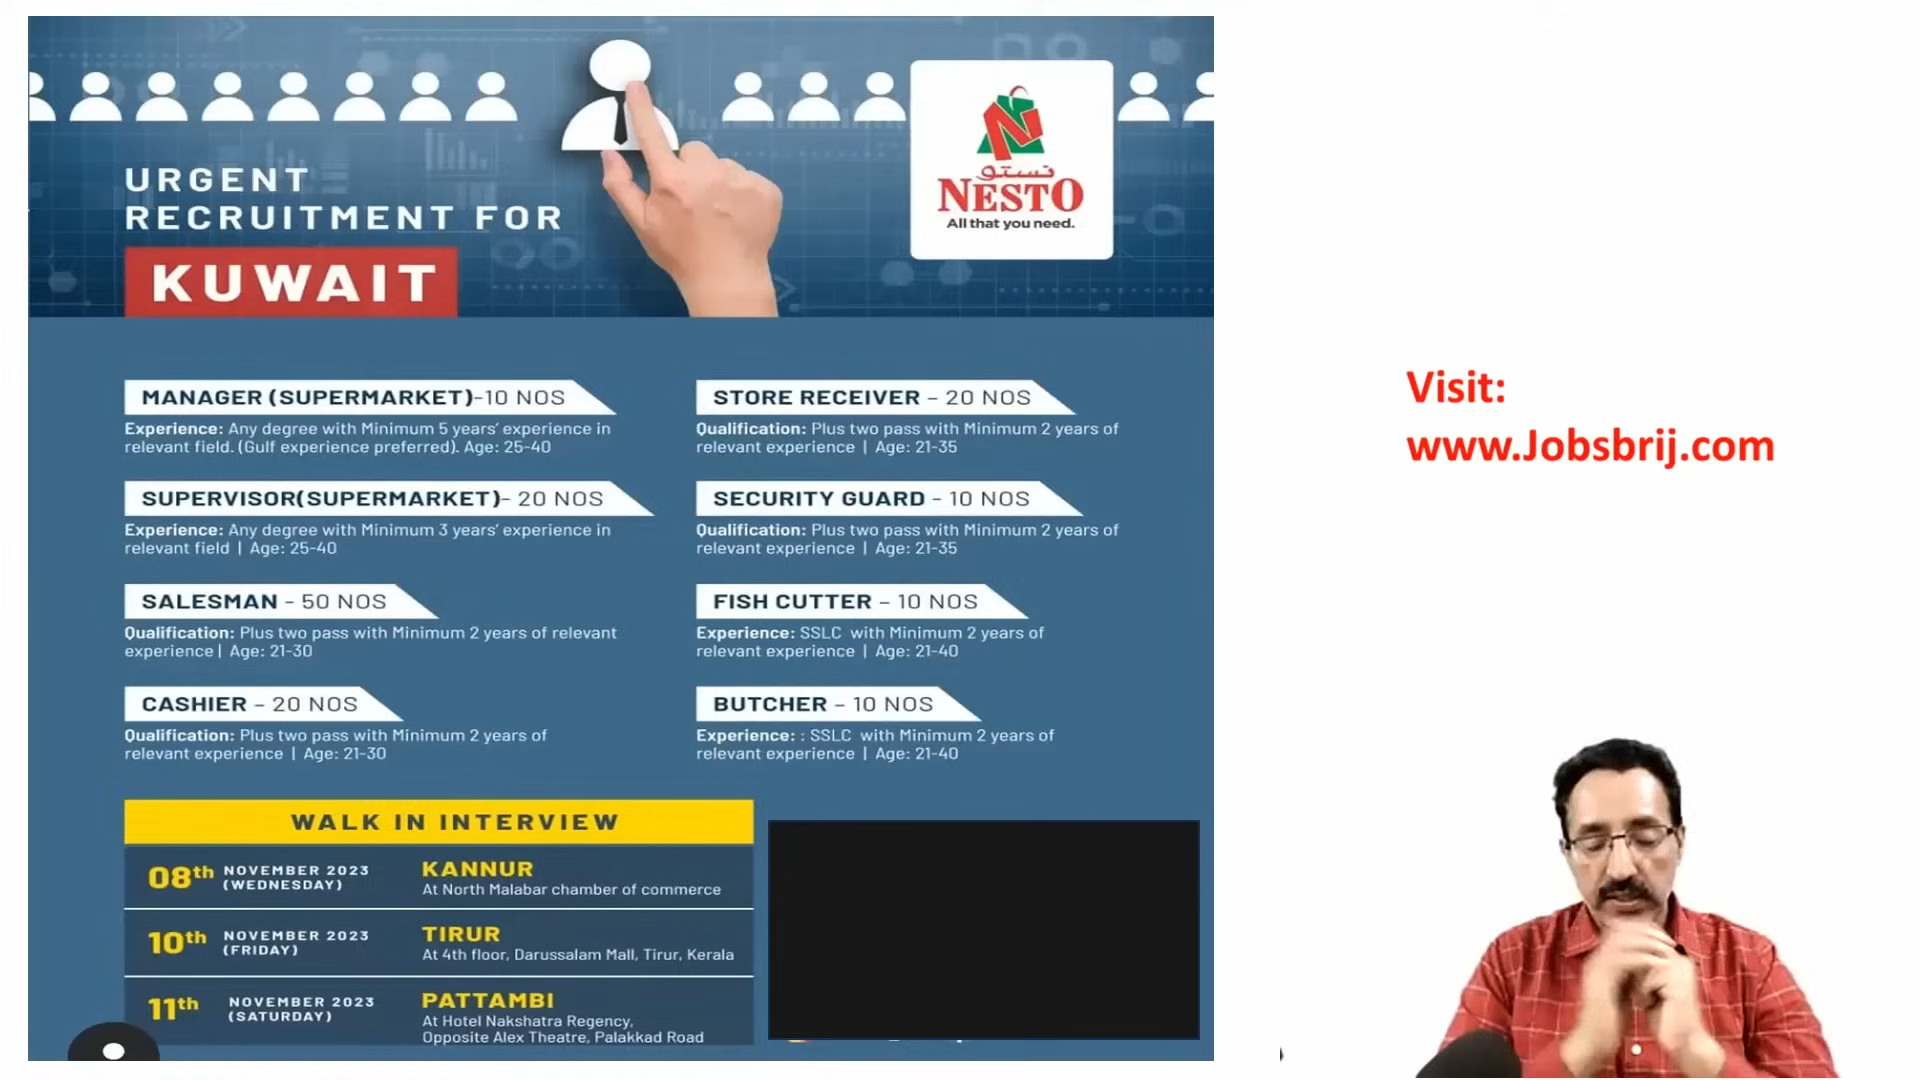 URGENT
RECRUITMENT FOR
KUWAIT
نستو
NESTO
All that you need.
MANAGER (SUPERMARKET)-10 NOS
Experience: Any degree with Minimum 5 years' experience in
relevant field. (Gulf experience preferred). Age: 25-40
SUPERVISOR(SUPERMARKET)- 20 NOS
Experience: Any degree with Minimum 3 years' experience in
relevant field | Age: 25-40
SALESMAN - 50 NOS
Qualification: Plus two pass with Minimum 2 years of relevant
experience | Age: 21-30
CASHIER – 20 NOS
Qualification: Plus two pass with Minimum 2 years of
relevant experience | Age: 21-30
STORE RECEIVER – 20 NOS
Qualification: Plus two pass with Minimum 2 years of
relevant experience | Age: 21-35
SECURITY GUARD - 10 NOS
Qualification: Plus two pass with Minimum 2 years of
relevant experience | Age: 21-35
FISH CUTTER – 10 NOS
Experience: SSLC with Minimum 2 years of
relevant experience | Age: 21-40
BUTCHER – 10 NOS
Experience: : SSLC with Minimum 2 years of
relevant experience | Age: 21-40
WALK IN INTERVIEW
08th NOVEMBER 2023 (WEDNESDAY)
KANNUR
At North Malabar chamber of commerce
10th NOVEMBER 2023 (FRIDAY)
TIRUR
At 4th floor, Darussalam Mall, Tirur, Kerala
11th NOVEMBER 2023 (SATURDAY)
PATTAMBI
At Hotel Nakshatra Regency,
Opposite Alex Theatre, Palakkad Road
Visit:
www.Jobsbrij.com